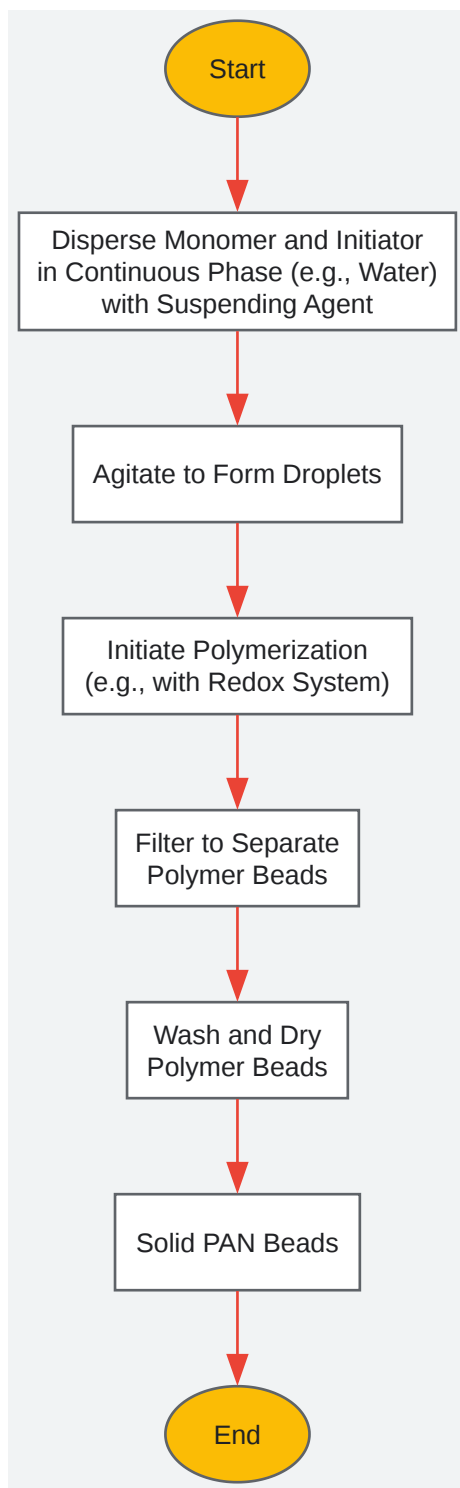 Start
Disperse Monomer and Initiator
in Continuous Phase (e.g., Water)
with Suspending Agent
Agitate to Form Droplets
Initiate Polymerization
(e.g., with Redox System)
Filter to Separate
Polymer Beads
Wash and Dry
Polymer Beads
Solid PAN Beads
End